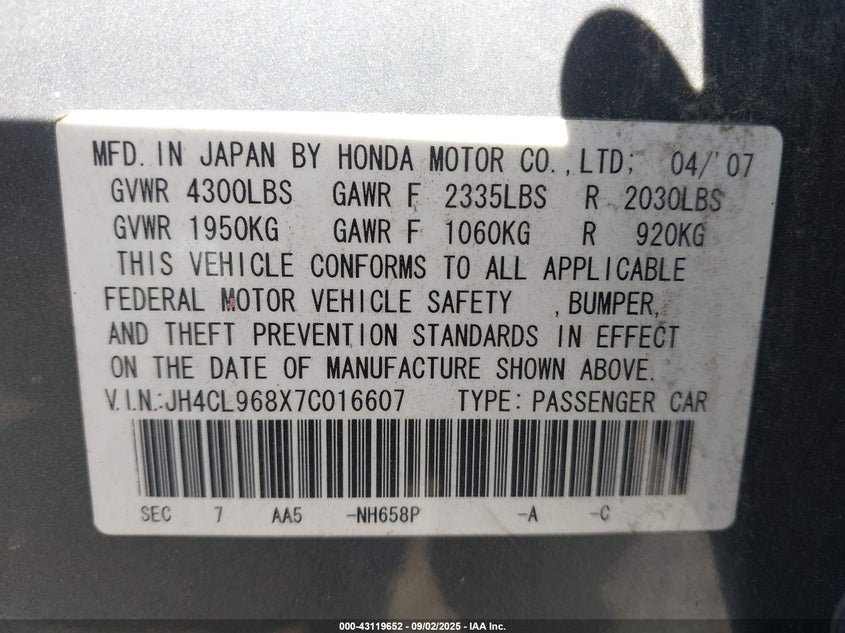 MFD. IN JAPAN BY HONDA MOTOR CO.,LTD; 04/'07
GVWR 4300LBS GAWR F 2335LBS R 2030LBS
GVWR 1950KG GAWR F 1060KG R 920KG
THIS VEHICLE CONFORMS TO ALL APPLICABLE
FEDERAL MOTOR VEHICLE SAFETY , BUMPER,
AND THEFT PREVENTION STANDARDS IN EFFECT
ON THE DATE OF MANUFACTURE SHOWN ABOVE.
V.I.N.:JH4CL968X7C016607 TYPE: PASSENGER CAR
SEC 7 AA5 -NH658P -A -C
000-43119652 - 09/02/2025 - IAA Inc.